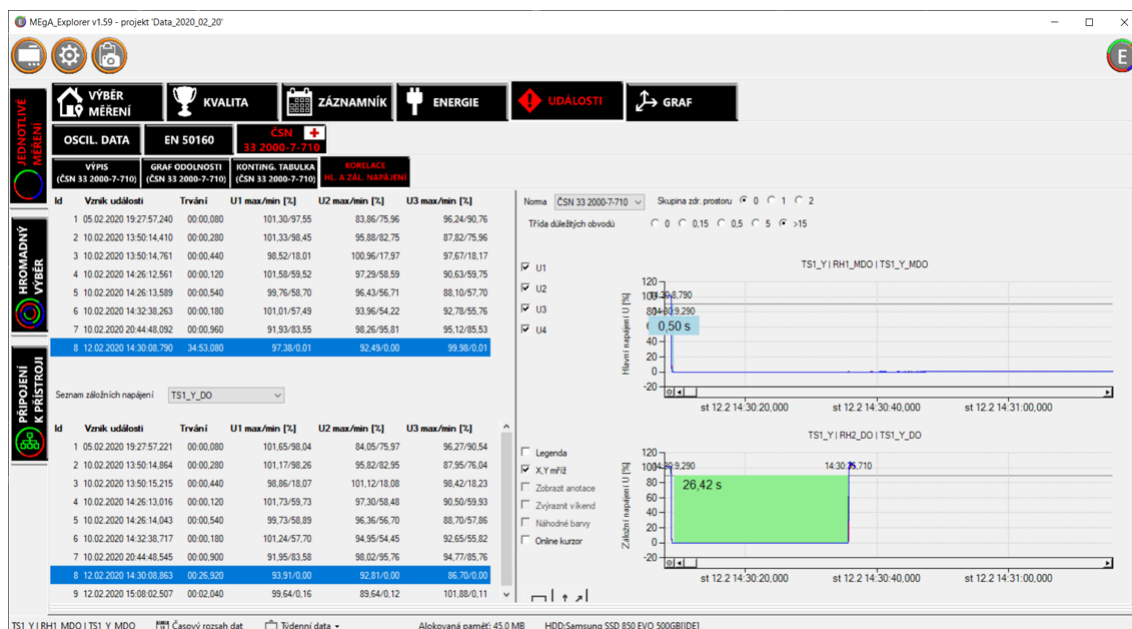 MEgA_Explorer v1.59 - projekt 'Data_2020_02_20'
E
JEDNOTLIVÉ MĚŘENÍ
HROMADNÝ VÝBĚR
PŘIPOJENÍ K PŘÍSTROJI
VÝBĚR MĚŘENÍ
KVALITA
ZÁZNAMNÍK
ENERGIE
UDÁLOSTI
GRAF
OSCIL. DATA
EN 50160
ČSN 33 2000-7-710
VÝPIS (ČSN 33 2000-7-710)
GRAF ODOLNOSTI (ČSN 33 2000-7-710)
KONTING. TABULKA (ČSN 33 2000-7-710)
KORELACE HL. A ZÁL. NAPÁJENÍ
Id Vznik události Trvání U1 max/min [%] U2 max/min [%] U3 max/min [%]
1 05.02.2020 19:27:57,240 00:00,080 101,30/97,55 83,86/75,96 96,24/90,76
2 10.02.2020 13:50:14,410 00:00,280 101,33/98,45 95,88/82,75 87,82/75,96
3 10.02.2020 13:50:14,761 00:00,440 98,52/18,01 100,96/17,97 97,67/18,17
4 10.02.2020 14:26:12,561 00:00,120 101,58/59,52 97,29/58,59 90,63/59,75
5 10.02.2020 14:26:13,589 00:00,540 99,76/58,70 96,43/56,71 88,10/57,70
6 10.02.2020 14:32:38,263 00:00,180 101,01/57,49 93,96/54,22 92,78/55,76
7 10.02.2020 20:44:48,092 00:00,960 91,93/83,55 98,26/95,81 95,12/85,53
8 12.02.2020 14:30:08,790 34:53,080 97,38/0,01 92,49/0,00 99,98/0,01
Seznam záložních napájení TS1_Y_DO
Id Vznik události Trvání U1 max/min [%] U2 max/min [%] U3 max/min [%]
1 05.02.2020 19:27:57,221 00:00,080 101,65/98,04 84,05/75,97 96,27/90,54
2 10.02.2020 13:50:14,864 00:00,280 101,17/98,26 95,82/82,95 87,95/76,04
3 10.02.2020 13:50:15,215 00:00,440 98,86/18,07 101,12/18,08 98,42/18,23
4 10.02.2020 14:26:13,016 00:00,120 101,73/59,73 97,30/58,48 90,50/59,93
5 10.02.2020 14:26:14,043 00:00,540 99,73/58,89 96,36/56,70 88,70/57,86
6 10.02.2020 14:32:38,717 00:00,180 101,24/57,70 94,95/54,45 92,65/55,82
7 10.02.2020 20:44:48,545 00:00,900 91,95/83,58 98,02/95,76 94,77/85,76
8 12.02.2020 14:30:08,863 00:26,920 93,91/0,00 92,81/0,00 86,70/0,00
9 12.02.2020 15:08:02,507 00:02,040 99,64/0,16 89,64/0,12 101,88/0,11
Norma ČSN 33 2000-7-710 Skupina zdr. prostoru 0 1 2
Třída důležitých obvodů 0 0,15 0,5 5 >15
U1
U2
U3
U4
TS1_Y | RH1_MDO | TS1_Y_MDO
Hlavní napájení U [%]
120
100
80
40
20
0
-20
0,50 s
st 12.2 14:30:20,000 st 12.2 14:30:40,000 st 12.2 14:31:00,000
Legenda
X,Y mříž
Zobrazit anotace
Zvýraznit víkend
Náhodné barvy
Online kurzor
TS1_Y | RH2_DO | TS1_Y_DO
Záložní napájení U [%]
120
100
80
60
40
20
0
-20
26,42 s
st 12.2 14:30:20,000 st 12.2 14:30:40,000 st 12.2 14:31:00,000
TS1_Y | RH1_MDO | TS1_Y_MDO Časový rozsah dat Týdenní data Alokovaná paměť: 45.0 MB HDD:Samsung SSD 850 EVO 500GB[IDE]